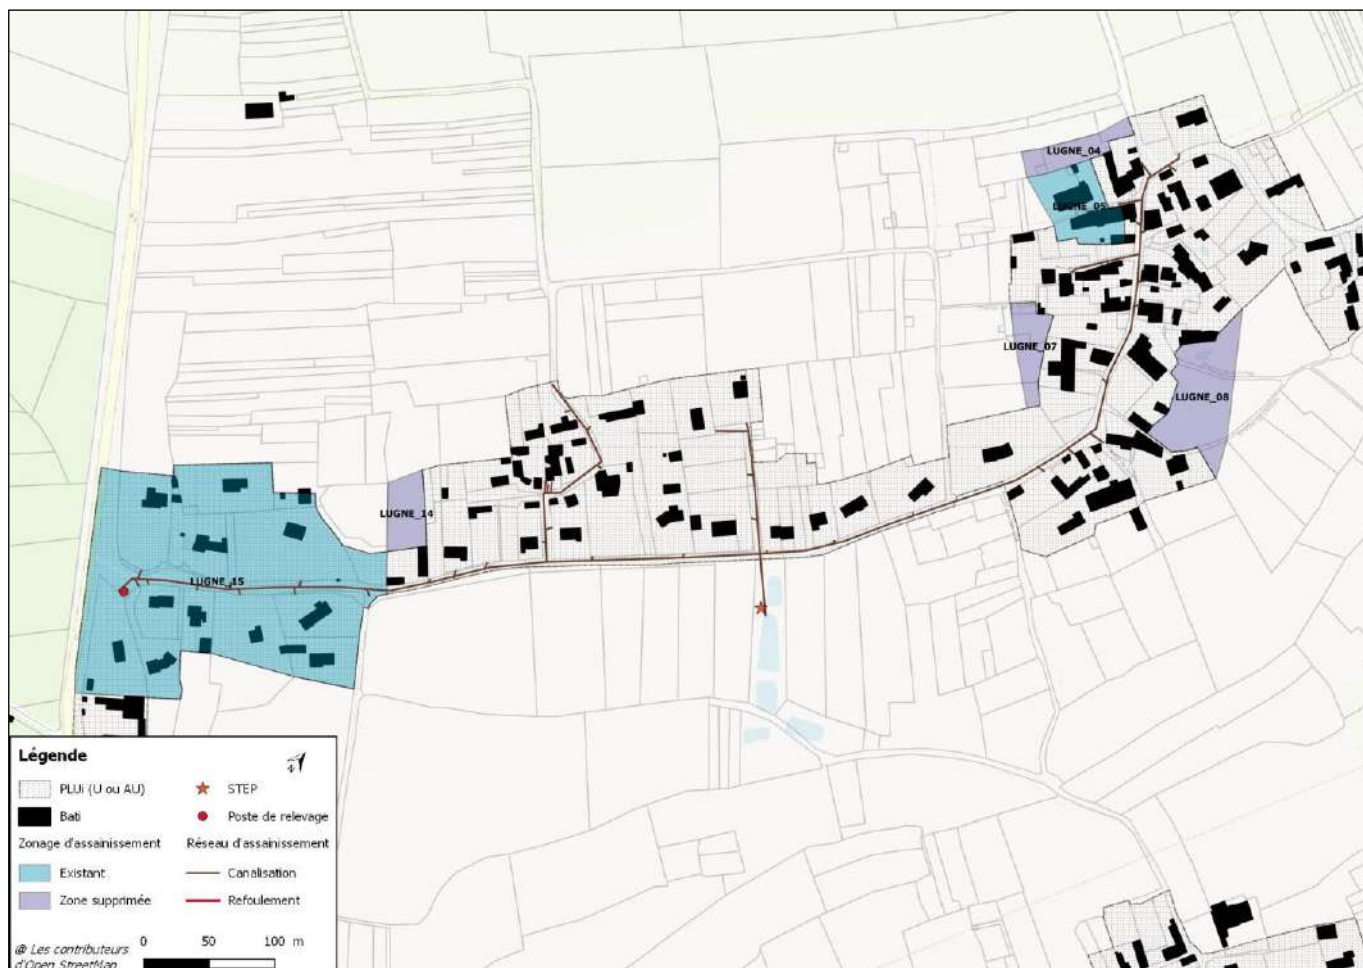 LUGNE_04
LUGNE_05
LUGNE_07
LUGNE_08
LUGNE_14
LUGNE_15
Légende
PLUi (U ou AU)
STEP
Bati
Poste de relevage
Zonage d'assainissement
Réseau d'assainissement
Existant
Canalisation
Zone supprimée
Refoulement
0 50 100 m
@ Les contributeurs
d'Open StreetMap